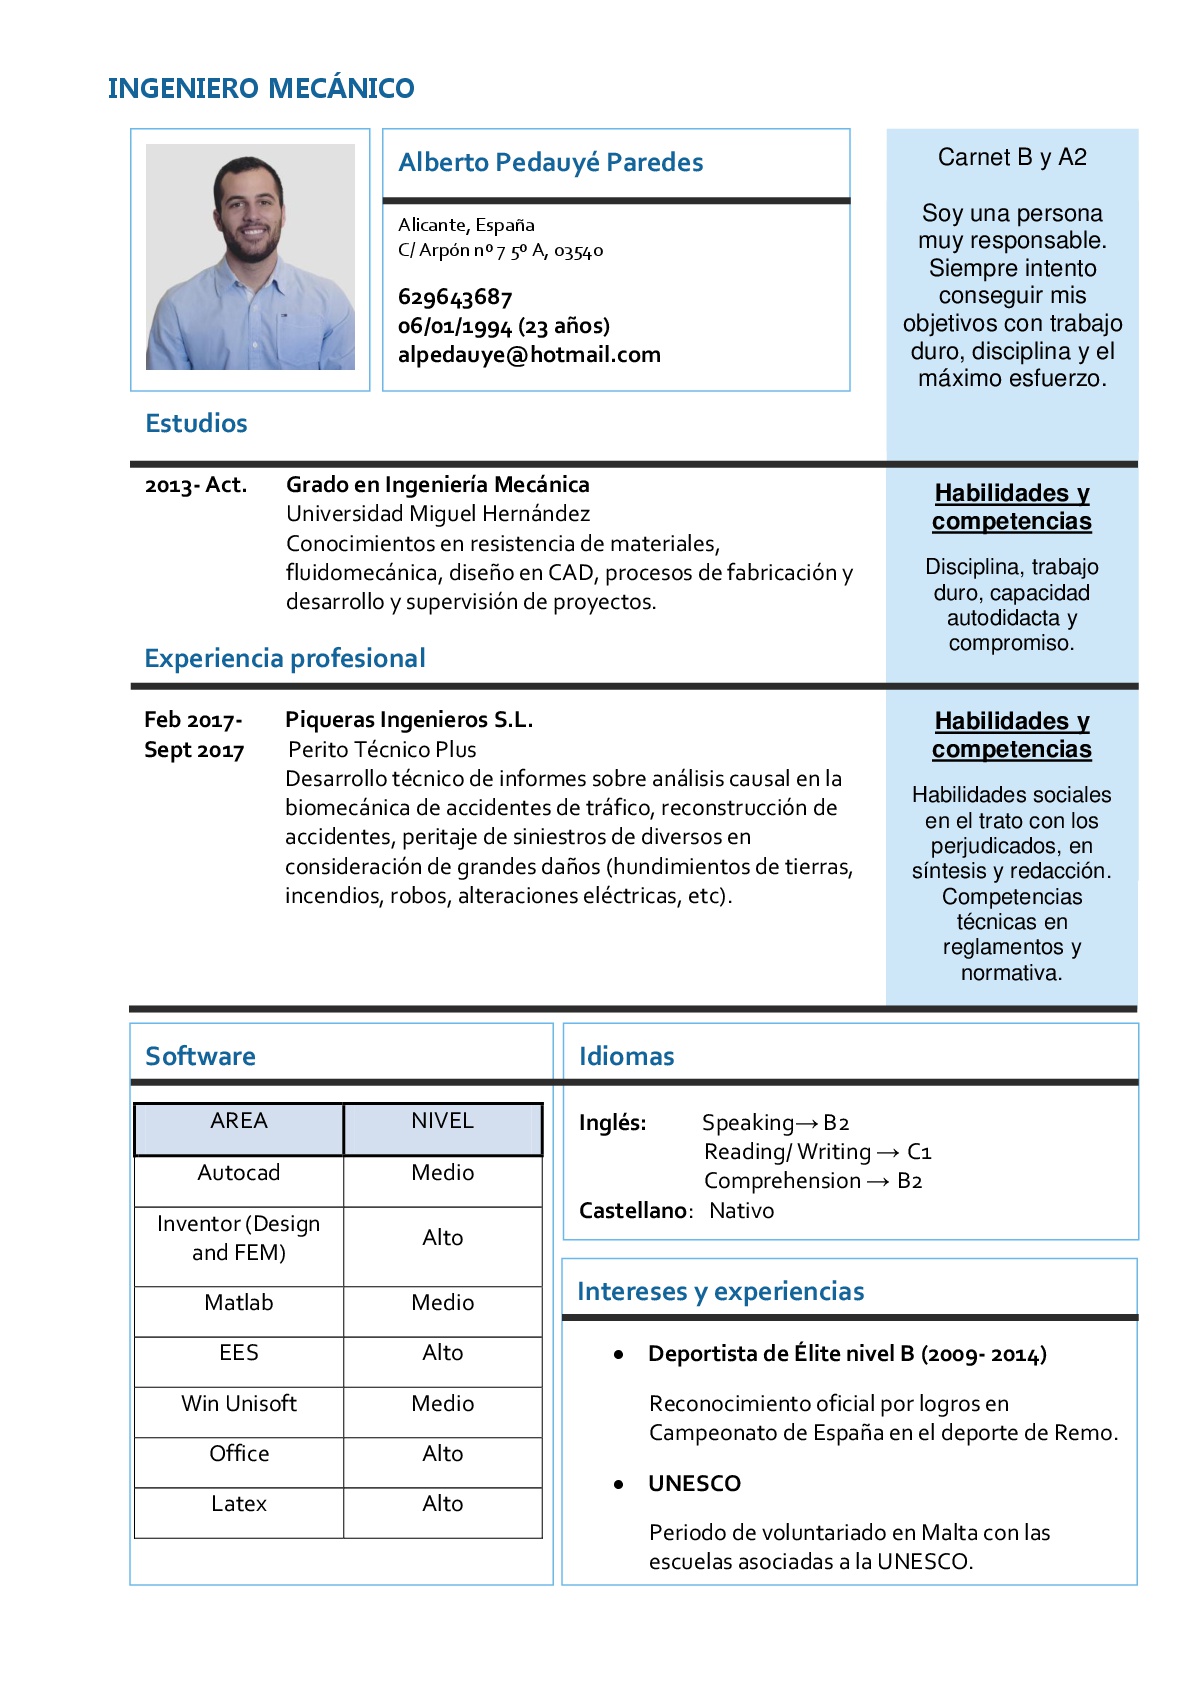 INGENIERO MECÁNICO
Alberto Pedauyé Paredes
Alicante, España
C/ Arpón nº 7 5º A, 03540
629643687
06/01/1994 (23 años)
alpedauye@hotmail.com
Carnet B y A2
Soy una persona
muy responsable.
Siempre intento
conseguir mis
objetivos con trabajo
duro, disciplina y el
máximo esfuerzo.
Estudios
2013- Act. Grado en Ingeniería Mecánica
Universidad Miguel Hernández
Conocimientos en resistencia de materiales,
fluidomecánica, diseño en CAD, procesos de fabricación y
desarrollo y supervisión de proyectos.
Habilidades y
competencias
Disciplina, trabajo
duro, capacidad
autodidacta y
compromiso.
Experiencia profesional
Feb 2017- Piqueras Ingenieros S.L.
Sept 2017 Perito Técnico Plus
Desarrollo técnico de informes sobre análisis causal en la
biomecánica de accidentes de tráfico, reconstrucción de
accidentes, peritaje de siniestros de diversos en
consideración de grandes daños (hundimientos de tierras,
incendios, robos, alteraciones eléctricas, etc).
Habilidades y
competencias
Habilidades sociales
en el trato con los
perjudicados, en
síntesis y redacción.
Competencias
técnicas en
reglamentos y
normativa.
Software
AREA NIVEL
Autocad Medio
Inventor (Design
and FEM) Alto
Matlab Medio
EES Alto
Win Unisoft Medio
Office Alto
Latex Alto
Idiomas
Inglés: Speaking→ B2
Reading/ Writing → C1
Comprehension → B2
Castellano: Nativo
Intereses y experiencias
● Deportista de Élite nivel B (2009- 2014)
Reconocimiento oficial por logros en
Campeonato de España en el deporte de Remo.
● UNESCO
Periodo de voluntariado en Malta con las
escuelas asociadas a la UNESCO.